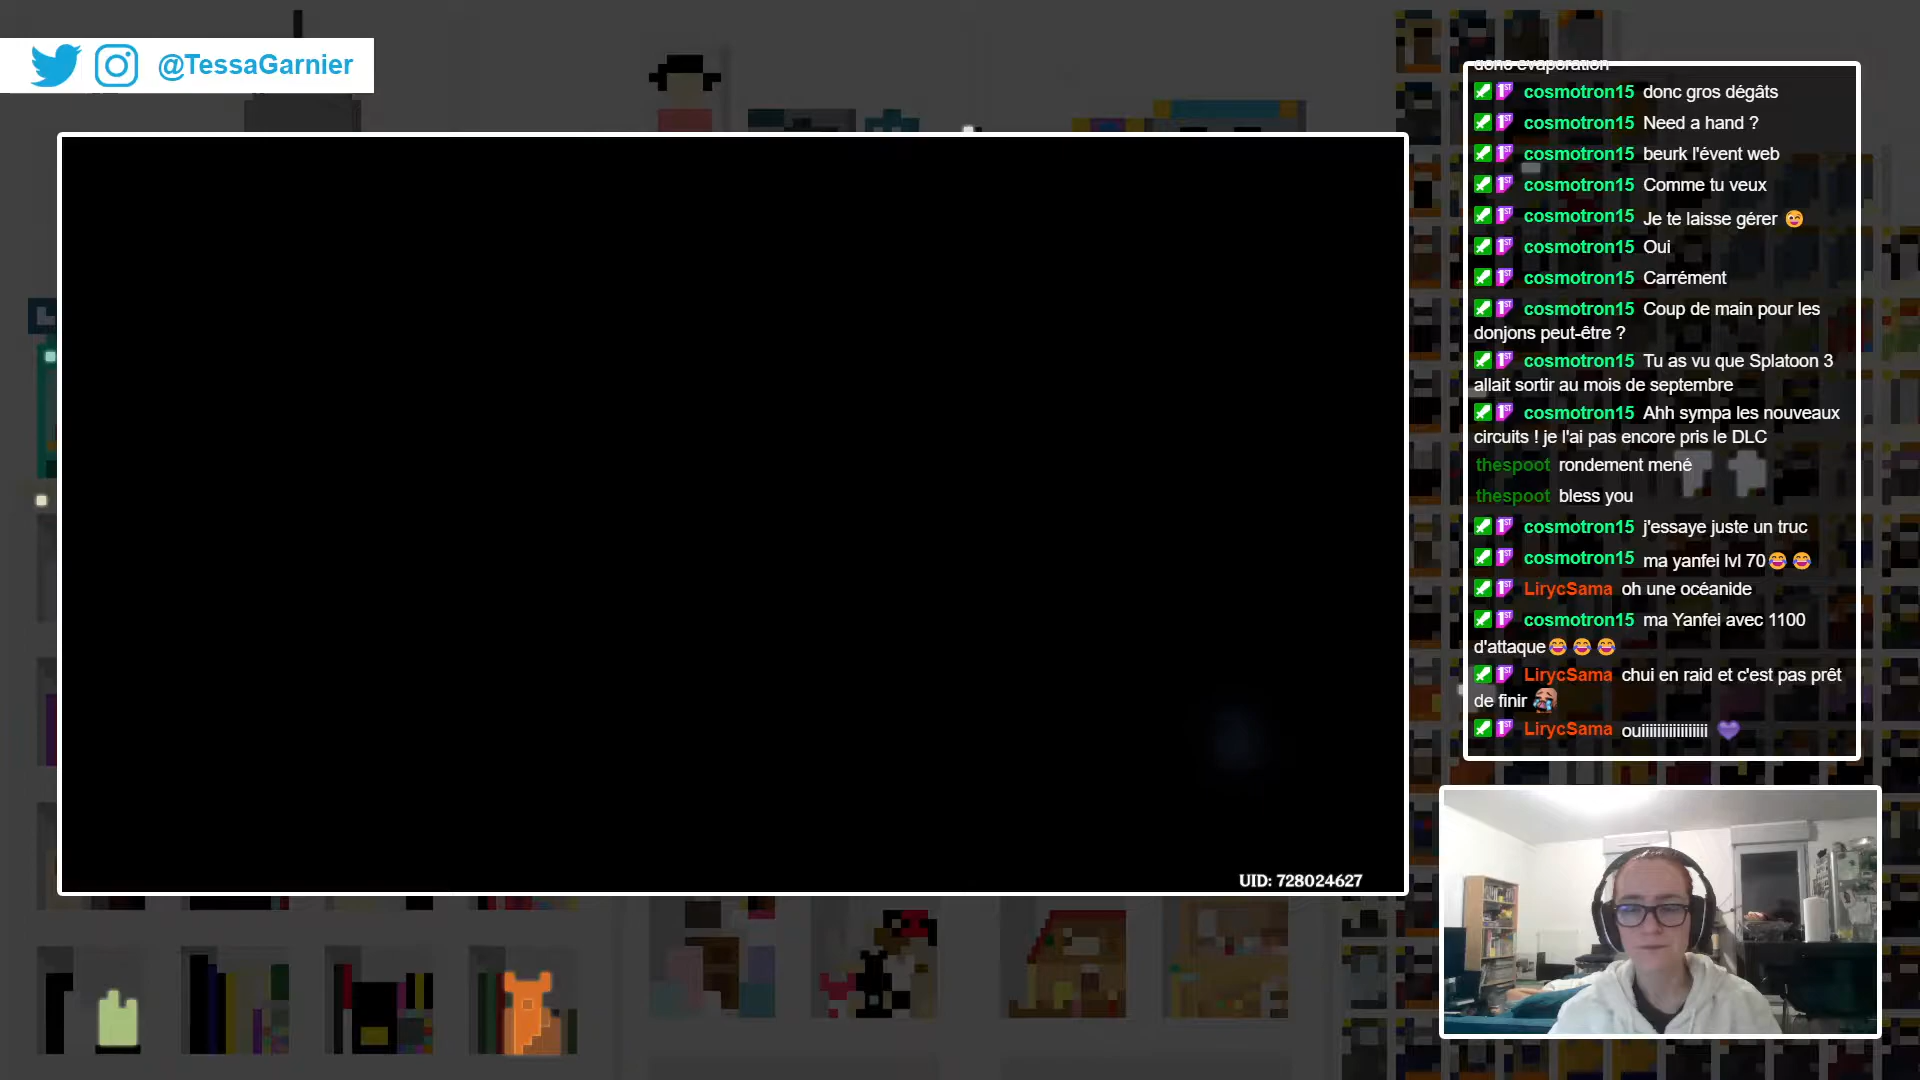 @TessaGarnier
donc évaporation
cosmotron15 donc gros dégâts
cosmotron15 Need a hand ?
cosmotron15 beurk l'évent web
cosmotron15 Comme tu veux
cosmotron15 Je te laisse gérer
cosmotron15 Oui
cosmotron15 Carrément
cosmotron15 Coup de main pour les
donjons peut-être ?
cosmotron15 Tu as vu que Splatoon 3
allait sortir au mois de septembre
cosmotron15 Ahh sympa les nouveaux
circuits ! je l'ai pas encore pris le DLC
thespoot rondement mené
thespoot bless you
cosmotron15 j'essaye juste un truc
cosmotron15 ma yanfei lvl 70
LirycSama oh une océanide
cosmotron15 ma Yanfei avec 1100
d'attaque
LirycSama chui en raid et c'est pas prêt
de finir
LirycSama ouiiiiiiiiiiiiiiiii
UID: 728024627